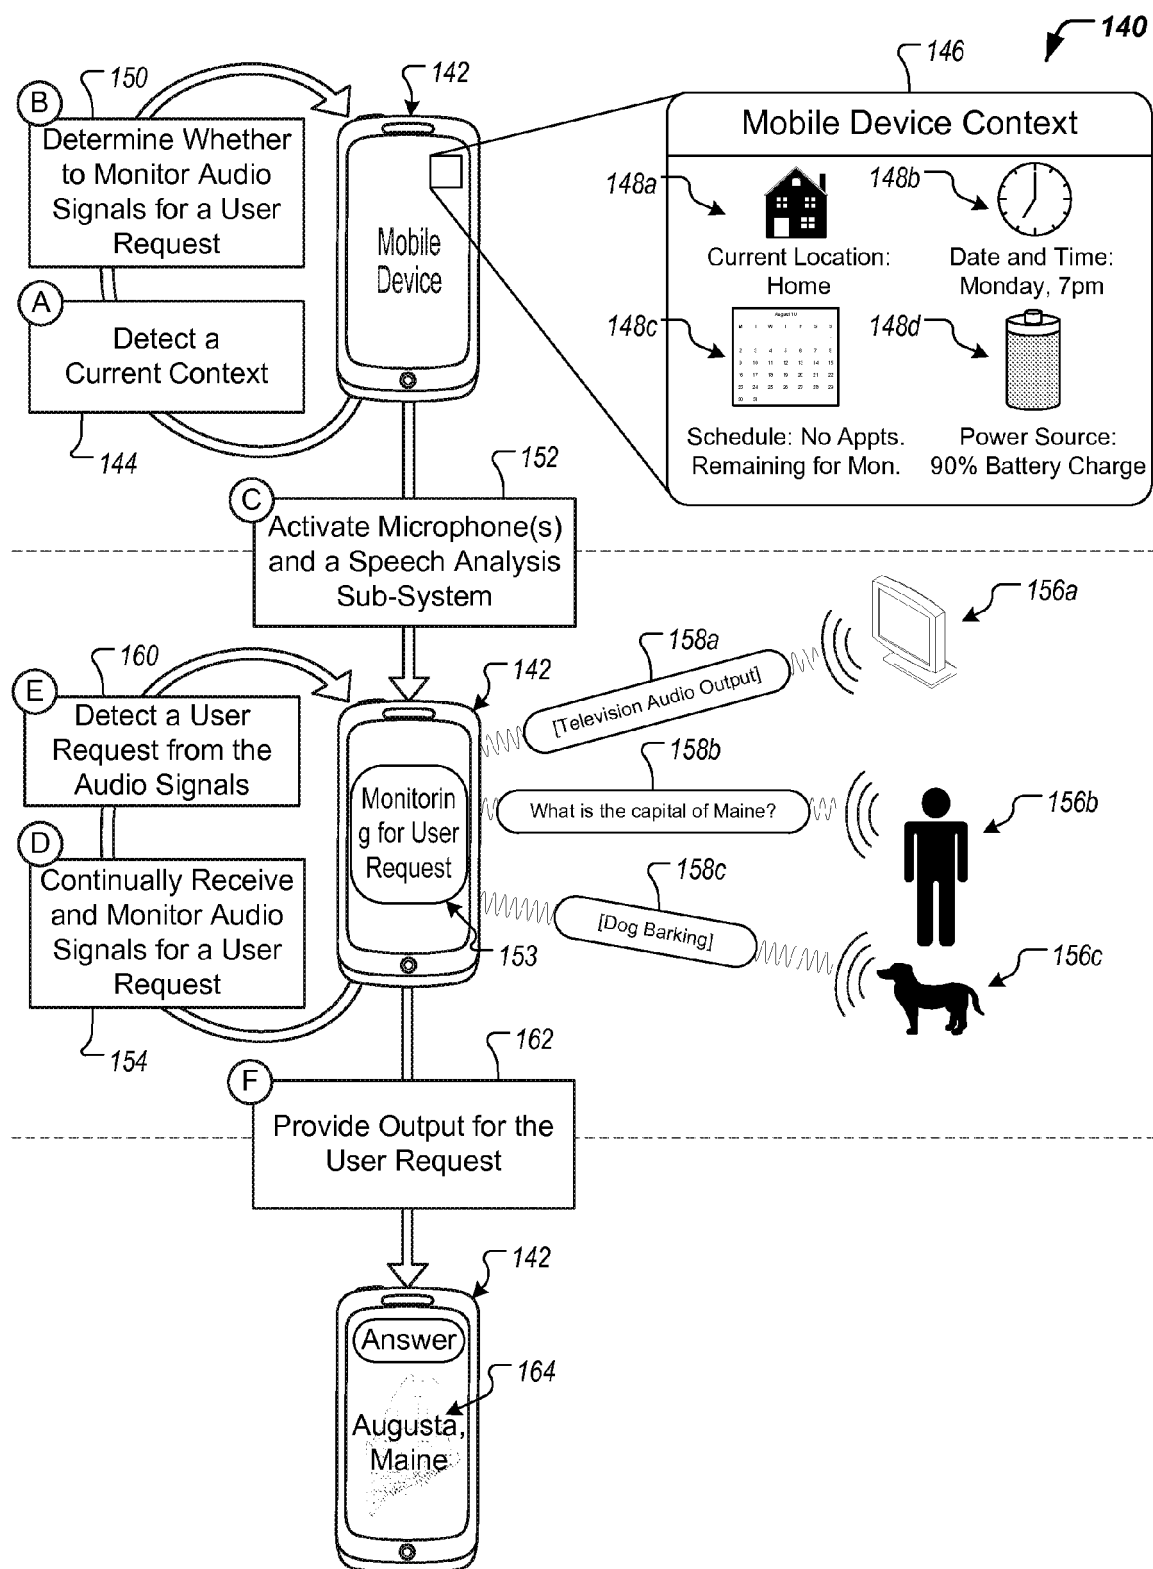 140
B
150
Determine Whether
to Monitor Audio
Signals for a User
Request
A
Detect a
Current Context
144
142
Mobile
Device
146
Mobile Device Context
148a
Current Location:
Home
148b
Date and Time:
Monday, 7pm
148c
August 10
Schedule: No Appts.
Remaining for Mon.
148d
Power Source:
90% Battery Charge
C
152
Activate Microphone(s)
and a Speech Analysis
Sub-System
E
160
Detect a User
Request from the
Audio Signals
D
Continually Receive
and Monitor Audio
Signals for a User
Request
154
142
Monitorin
g for User
Request
153
158a
[Television Audio Output]
156a
158b
What is the capital of Maine?
156b
158c
[Dog Barking]
156c
F
162
Provide Output for the
User Request
142
Answer
164
Augusta,
Maine